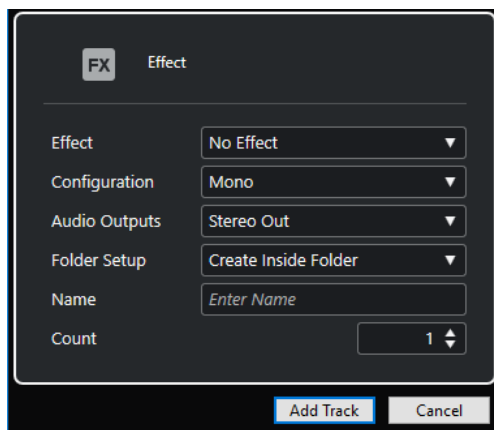 FX Effect
Effect No Effect
Configuration Mono
Audio Outputs Stereo Out
Folder Setup Create Inside Folder
Name Enter Name
Count 1
Add Track Cancel